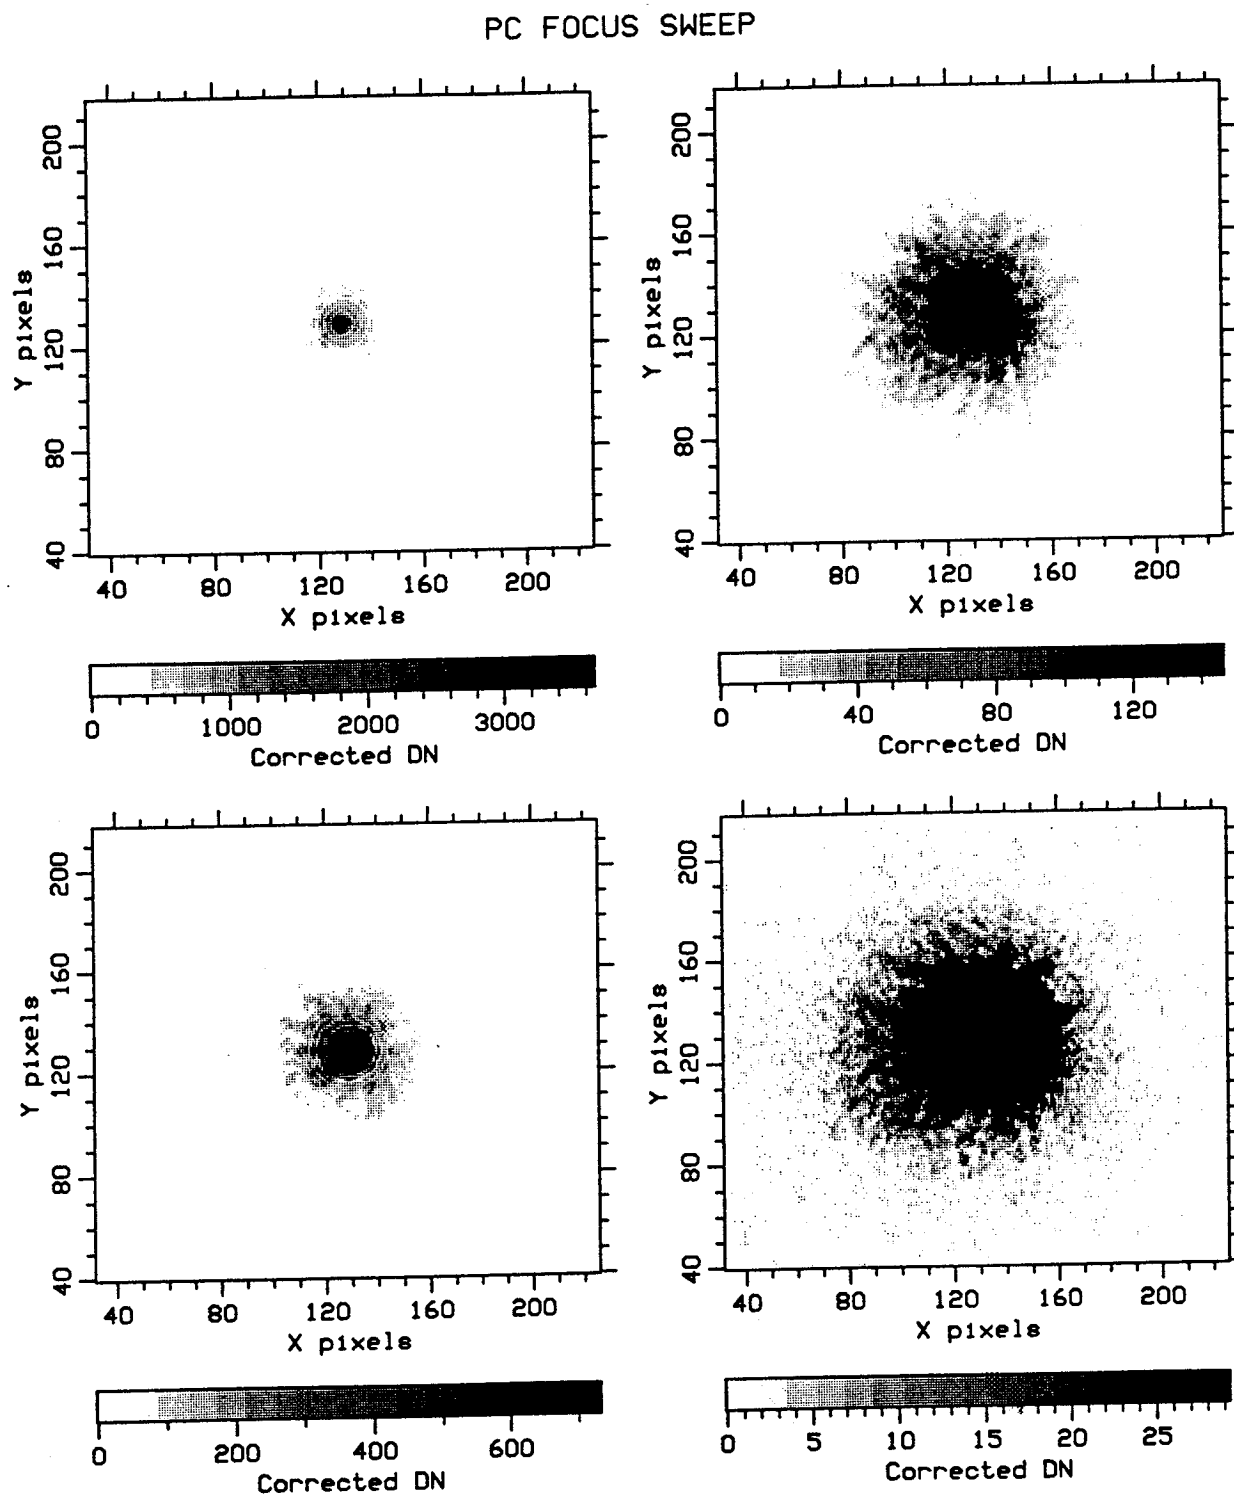 PC FOCUS SWEEP
200
160
120
80
40
Y pixels
40 80 120 160 200
X pixels
0 1000 2000 3000
Corrected DN
200
160
120
80
40
Y pixels
40 80 120 160 200
X pixels
0 40 80 120
Corrected DN
200
160
120
80
40
Y pixels
40 80 120 160 200
X pixels
0 200 400 600
Corrected DN
200
160
120
80
40
Y pixels
40 80 120 160 200
X pixels
0 5 10 15 20 25
Corrected DN